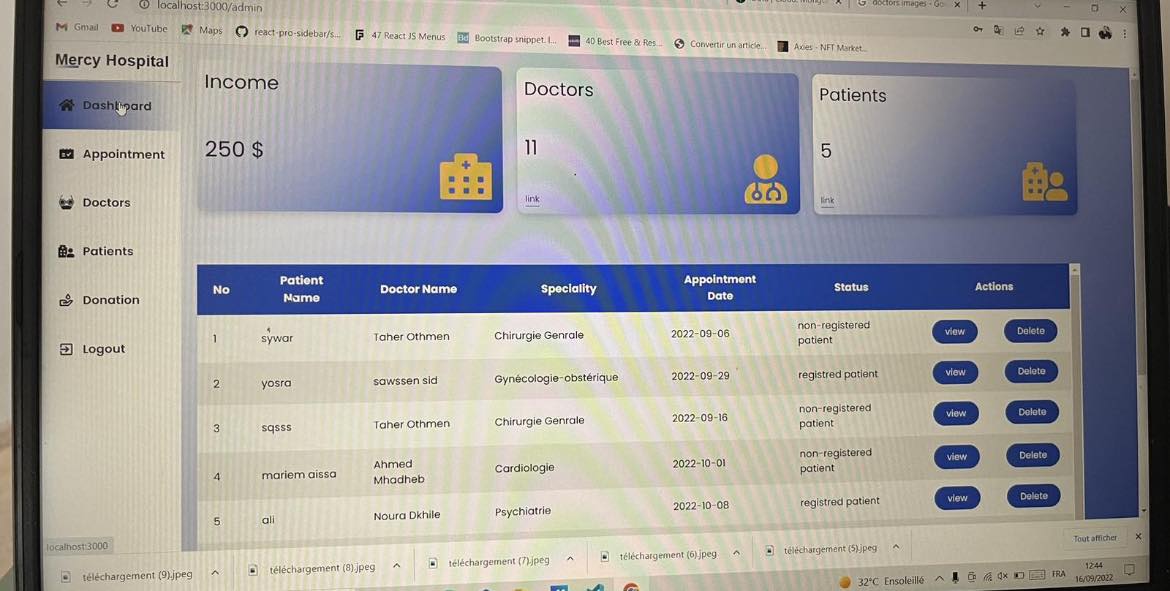 localhost:3000/admin
doctors images - Go
Gmail YouTube Maps react-pro-sidebar/s... 47 React JS Menus Bootstrap snippet. I... 40 Best Free & Res... Convertir un article... Axies - NFT Market...
Mercy Hospital
Dashboard
Appointment
Doctors
Patients
Donation
Logout
Income
250 $
Doctors
11
link
Patients
5
link
No Patient Name Doctor Name Speciality Appointment Date Status Actions
1 sywar Taher Othmen Chirurgie Genrale 2022-09-06 non-registered patient view Delete
2 yosra sawssen sid Gynécologie-obstérique 2022-09-29 registred patient view Delete
3 sqsss Taher Othmen Chirurgie Genrale 2022-09-16 non-registered patient view Delete
4 mariem aissa Ahmed Mhadheb Cardiologie 2022-10-01 non-registered patient view Delete
5 ali Noura Dkhile Psychiatrie 2022-10-08 registred patient view Delete
localhost:3000
téléchargement (9).jpeg téléchargement (8).jpeg téléchargement (7).jpeg téléchargement (6).jpeg téléchargement (5).jpeg Tout afficher
32°C Ensoleillé FRA 12:44
16/09/2022